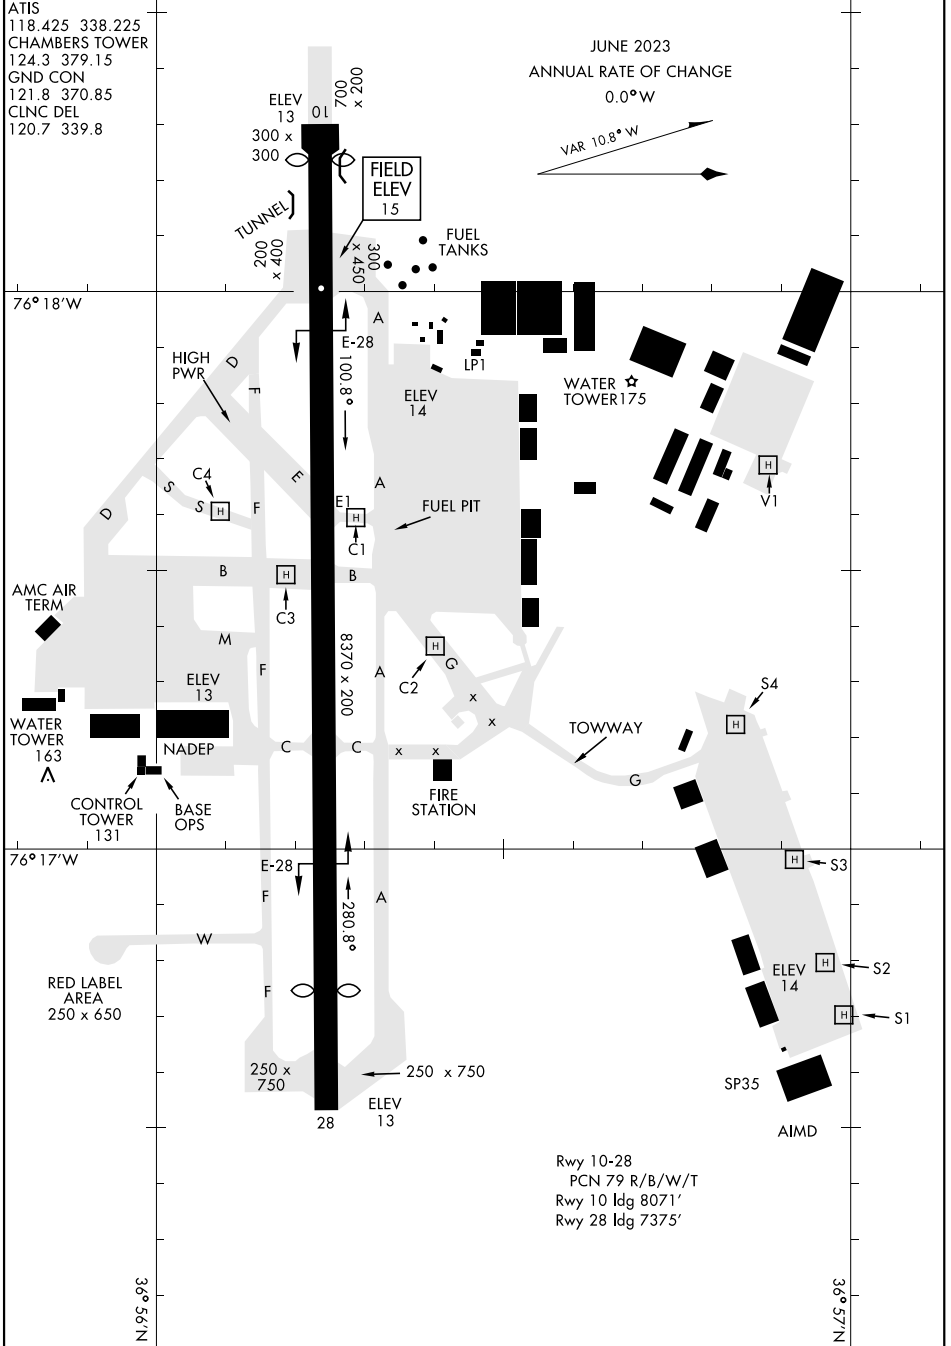 ATIS
118.425 338.225
CHAMBERS TOWER
124.3 379.15
GND CON
121.8 370.85
CLNC DEL
120.7 339.8
JUNE 2023
ANNUAL RATE OF CHANGE
0.0° W
VAR 10.8° W
700
x 200
ELEV
13
10
300 x
300
FIELD
ELEV
15
TUNNEL
200
x 400
300
x 450
FUEL
TANKS
76° 18'W
A
E-28
HIGH
PWR
D
F
100.8°
LP1
ELEV
14
WATER
TOWER 175
C4
S
S
H
D
F
E
E1
H
C1
A
FUEL PIT
H
V1
B
H
C3
B
AMC AIR
TERM
M
F
ELEV
13
8370 x 200
A
H
C2
G
x
x
S4
H
WATER
TOWER
163
NADEP
C
C
x
x
TOWWAY
G
CONTROL
TOWER
131
BASE
OPS
FIRE
STATION
76° 17'W
E-28
H
S3
F
280.8°
A
W
H
S2
RED LABEL
AREA
250 x 650
F
ELEV
14
H
S1
250 x
750
250 x 750
SP35
ELEV
13
28
AIMD
Rwy 10-28
PCN 79 R/B/W/T
Rwy 10 ldg 8071'
Rwy 28 ldg 7375'
36° 56'N
36° 57'N